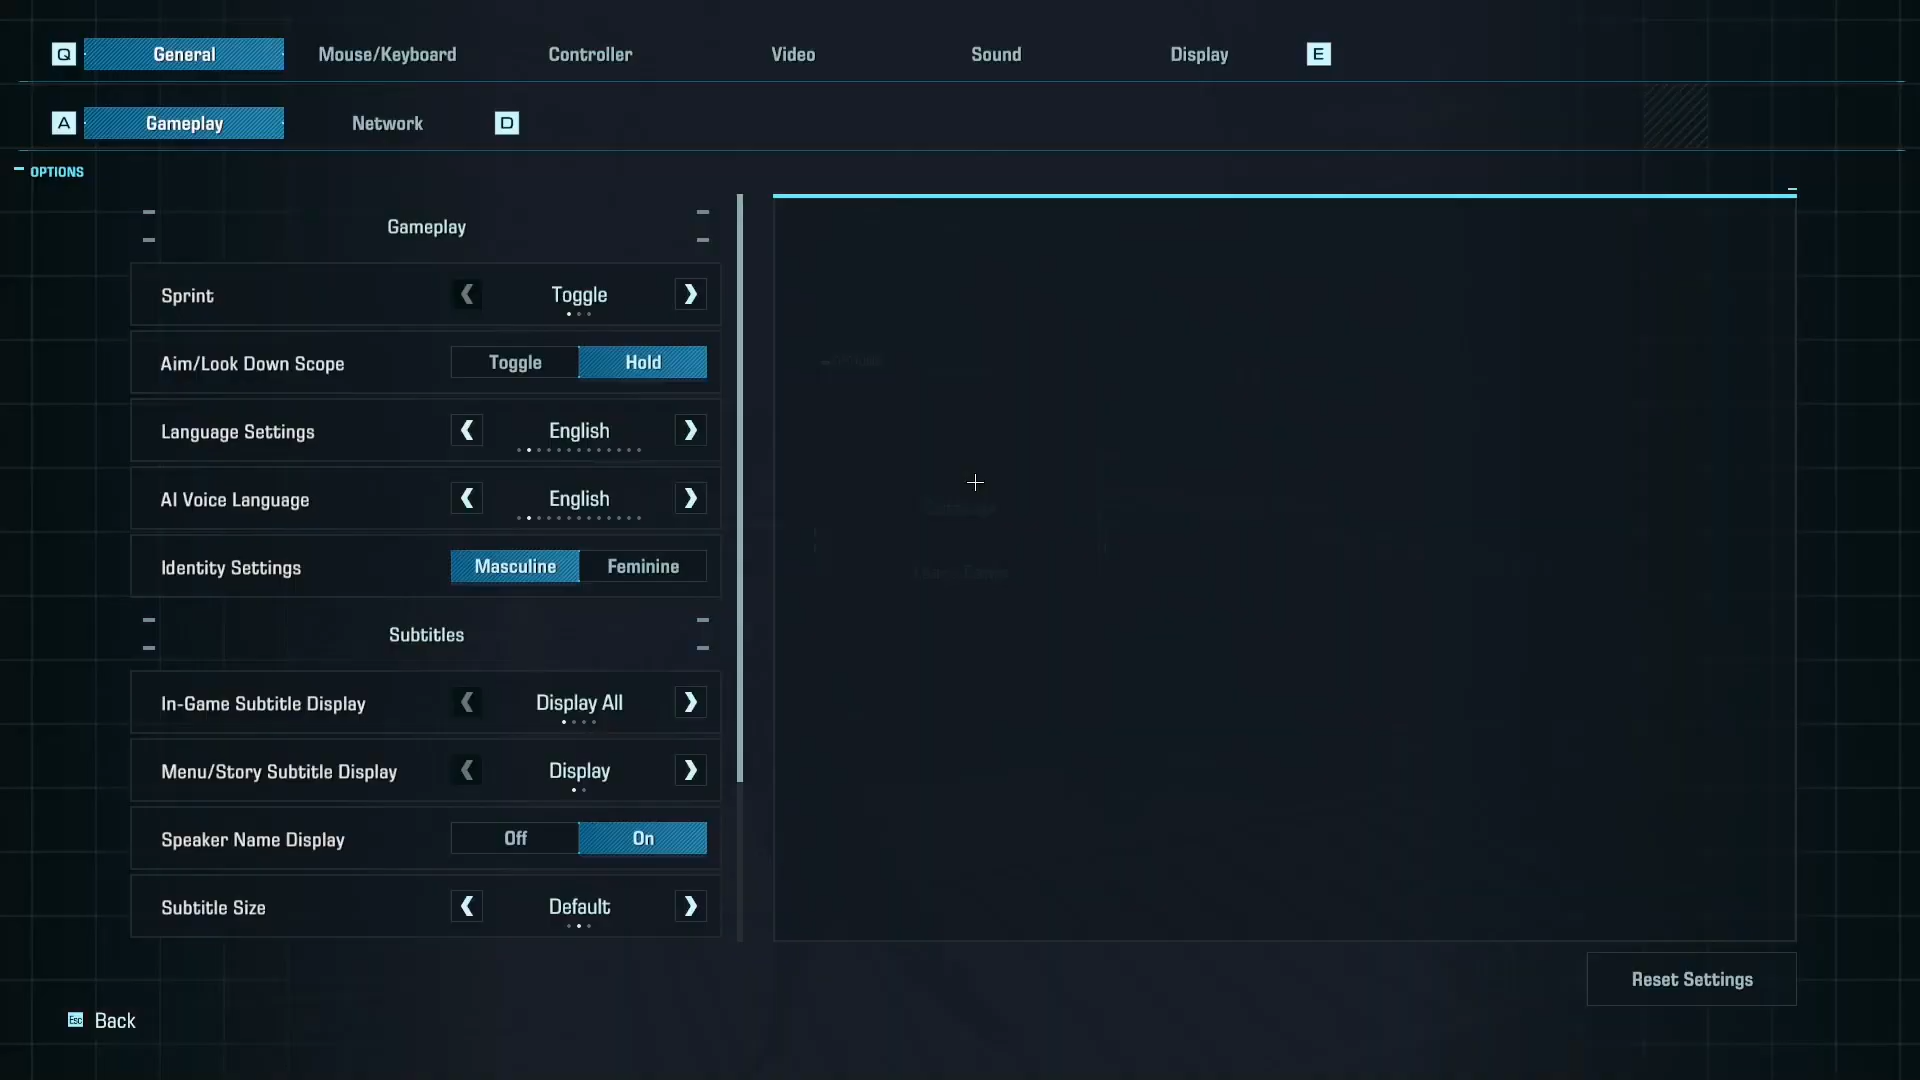 Q General Mouse/Keyboard Controller Video Sound Display E
A Gameplay Network D
OPTIONS
Gameplay
Sprint Toggle
Aim/Look Down Scope Toggle Hold
Language Settings English
AI Voice Language English
Identity Settings Masculine Feminine
Subtitles
In-Game Subtitle Display Display All
Menu/Story Subtitle Display Display
Speaker Name Display Off On
Subtitle Size Default
Reset Settings
Esc Back